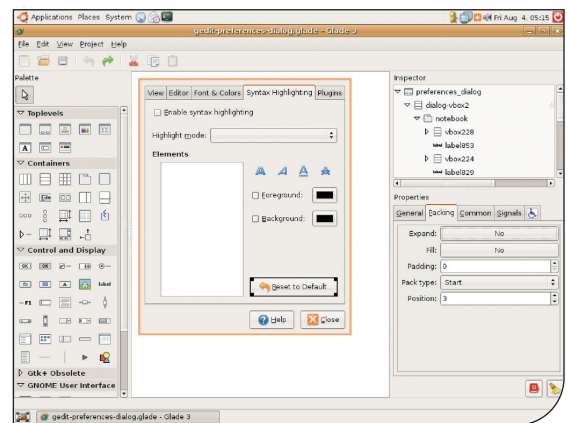 Applications Places System Fri Aug 4, 05:15
gedit-preferences-dialog.glade - Glade 3
File Edit View Project Help
Palette
Toplevels
Containers
Control and Display
Gtk+ Obsolete
GNOME User Interface
View Editor Font & Colors Syntax Highlighting Plugins
Enable syntax highlighting
Highlight mode:
Elements
Foreground:
Background:
Reset to Default
Help Close
Inspector
preferences_dialog
dialog-vbox2
notebook
vbox228
label853
vbox224
label829
Properties
General Packing Common Signals
Expand: No
Fill: No
Padding: 0
Pack type: Start
Position: 3
gedit-preferences-dialog.glade - Glade 3